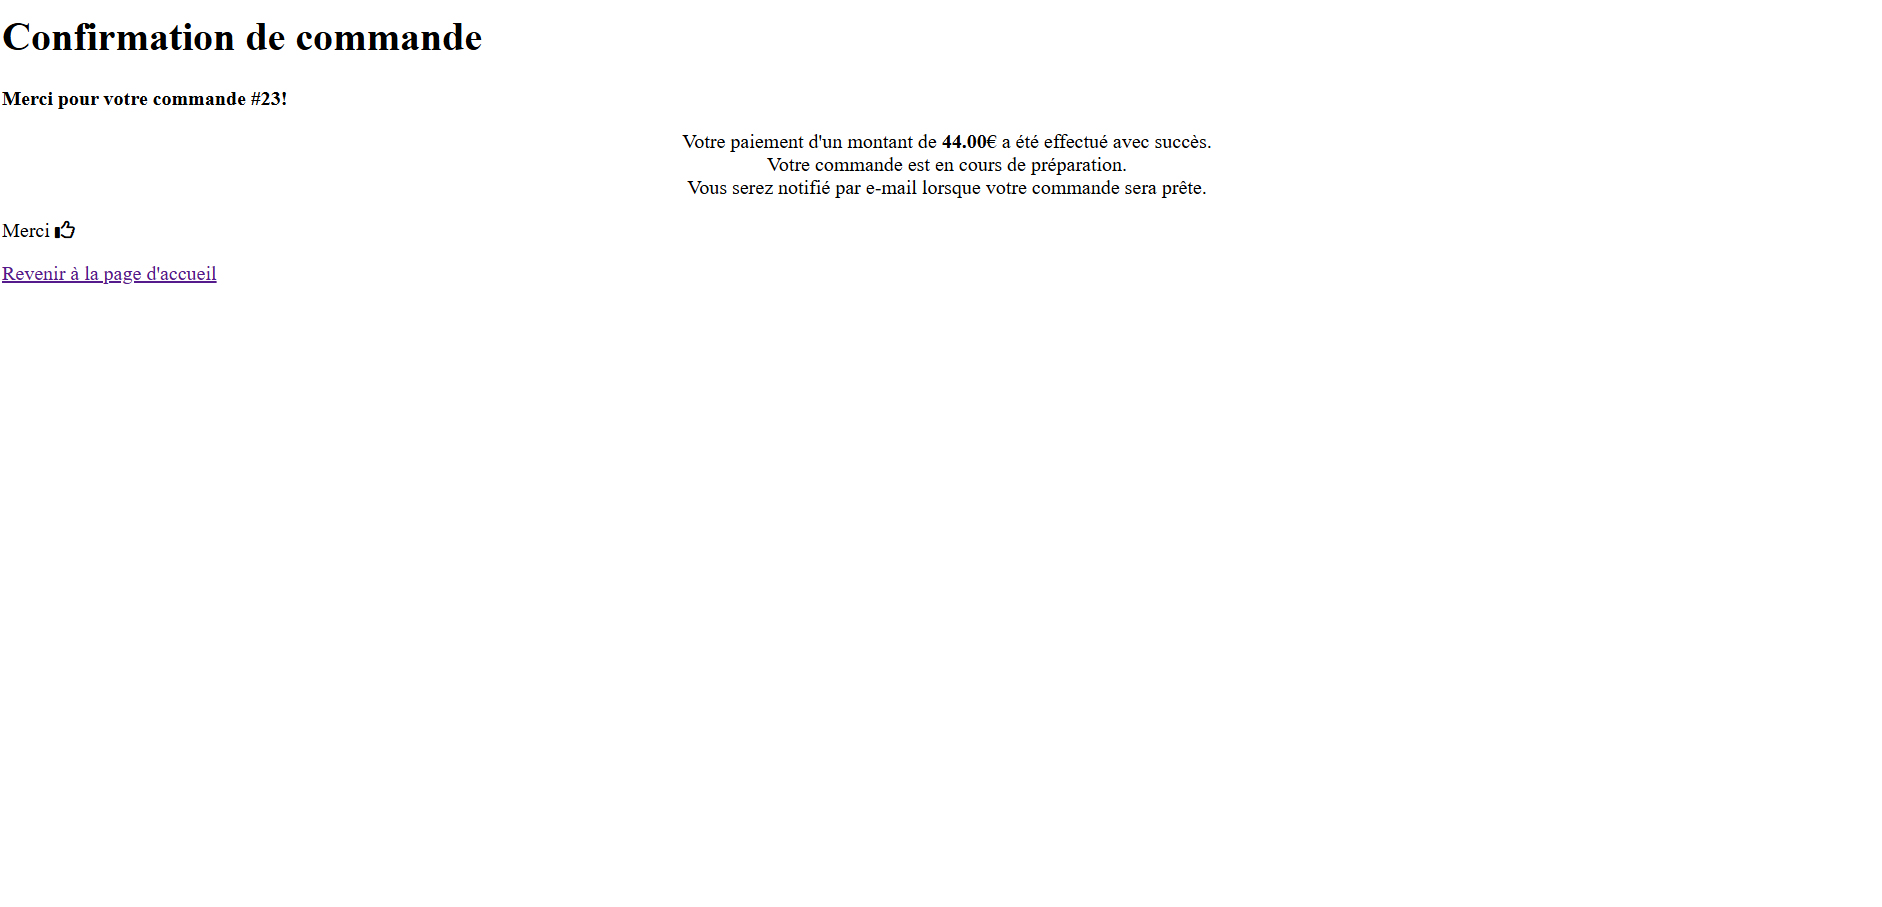 Confirmation de commande
Merci pour votre commande #23!
Votre paiement d'un montant de 44.00€ a été effectué avec succès.
Votre commande est en cours de préparation.
Vous serez notifié par e-mail lorsque votre commande sera prête.
Merci
Revenir à la page d'accueil